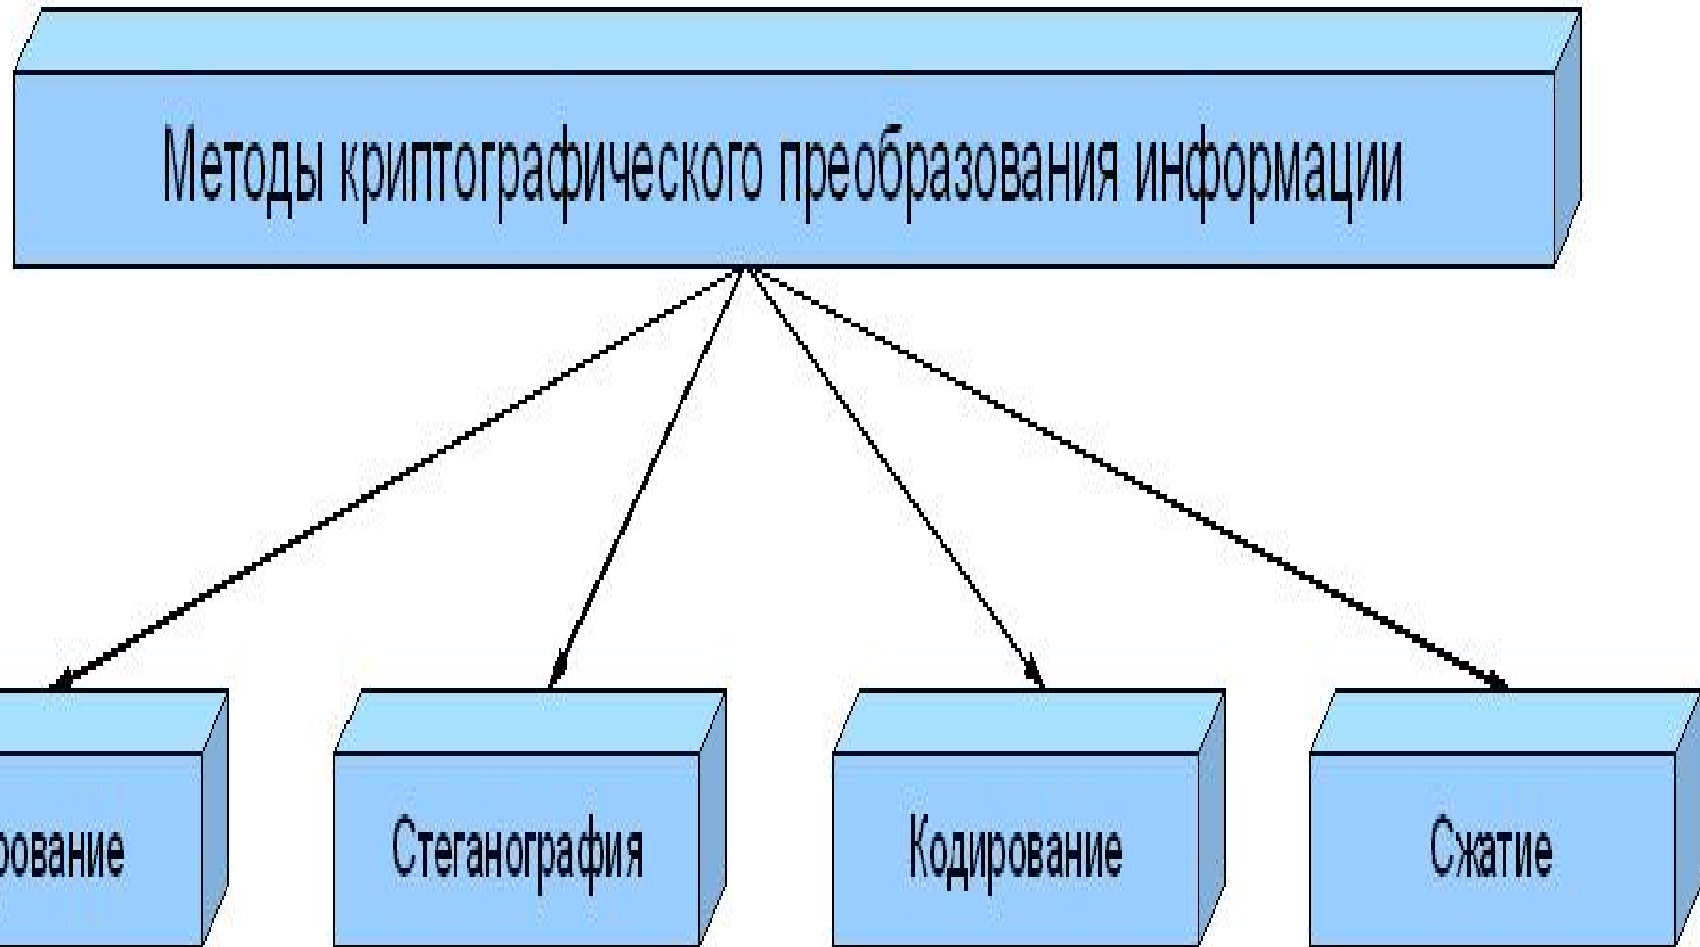 Методы криптографического преобразования информации
Стеганография
Кодирование
Сжатие